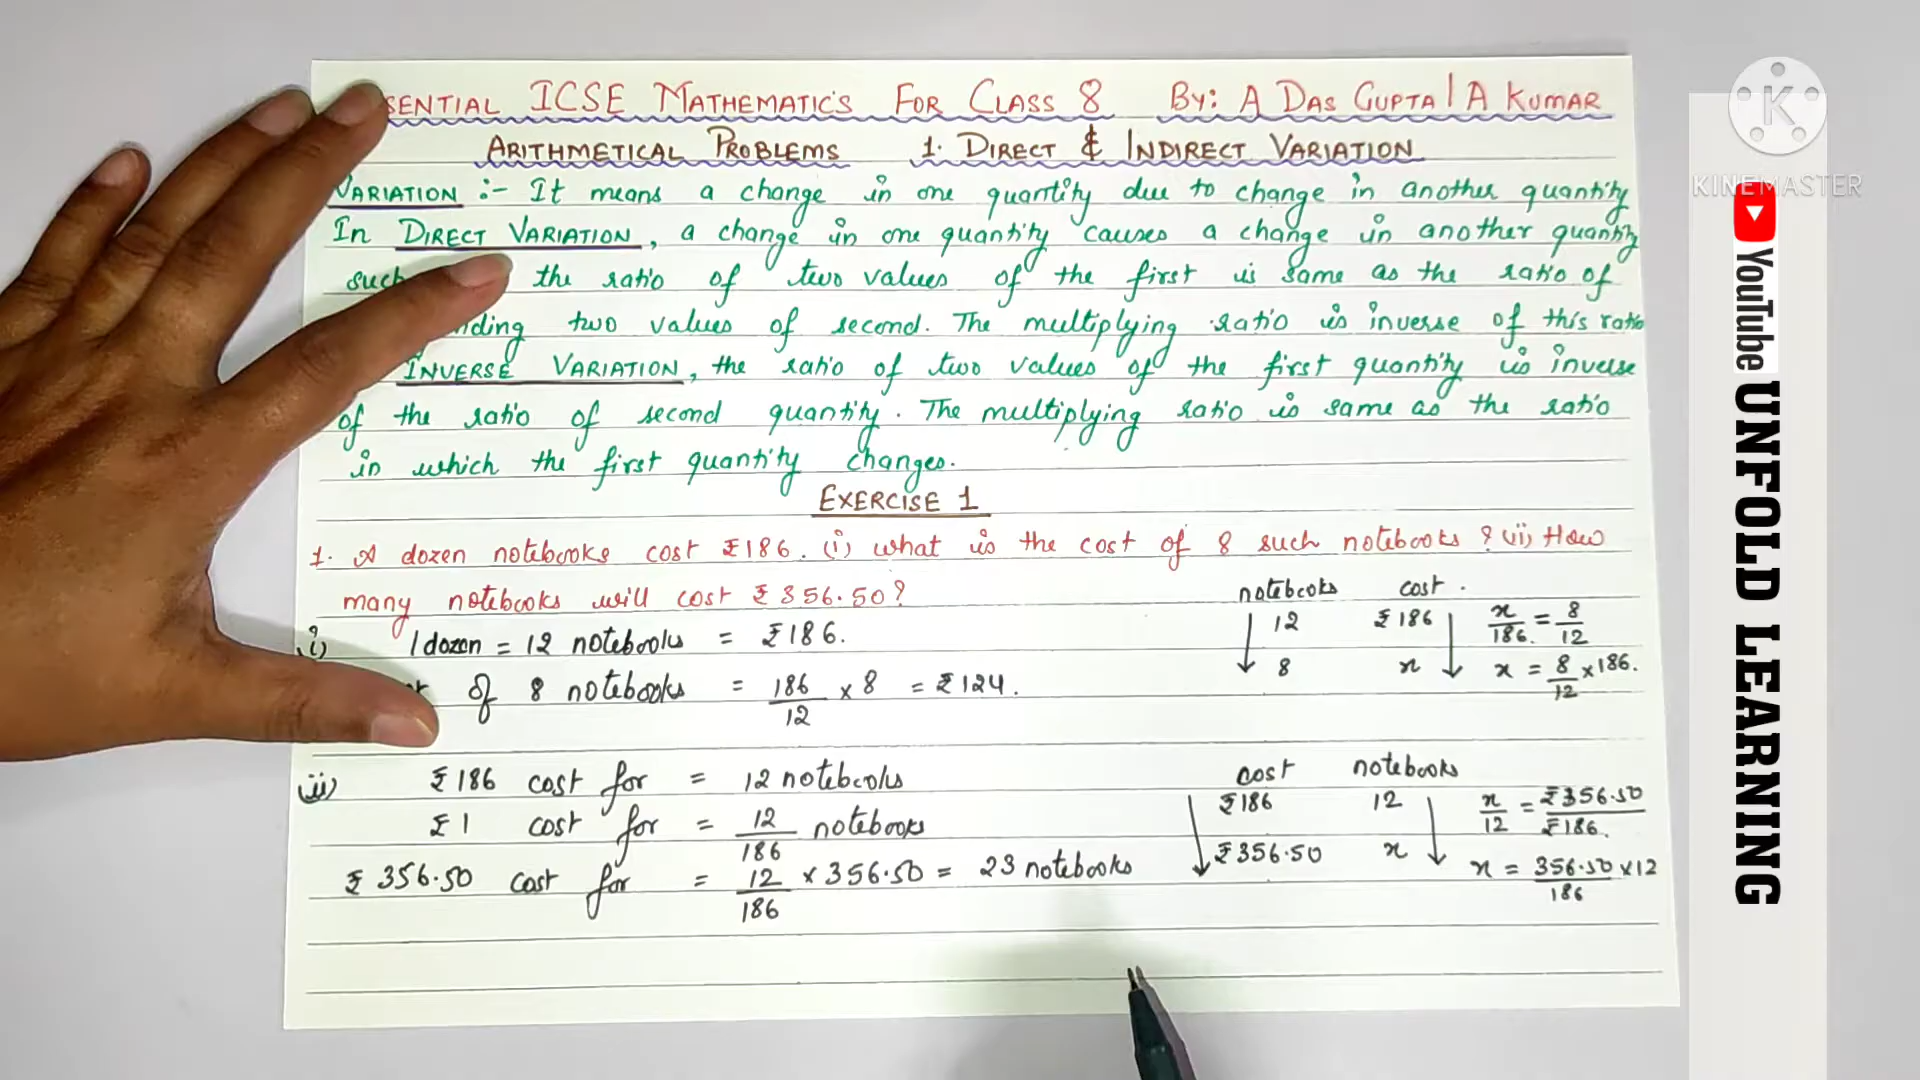 SENTIAL ICSE MATHEMATICS FOR CLASS 8 BY: A DAS GUPTA | A KUMAR
ARITHMETICAL PROBLEMS 1. DIRECT & INDIRECT VARIATION
VARIATION :- It means a change in one quantity due to change in another quantity
In DIRECT VARIATION, a change in one quantity causes a change in another quantity
such the ratio of two values of the first is same as the ratio of
nding two values of second. The multiplying ratio is inverse of this ratio
INVERSE VARIATION, the ratio of two values of the first quantity is inverse
of the ratio of second quantity. The multiplying ratio is same as the ratio
in which the first quantity changes.
EXERCISE 1
1. A dozen notebooks cost ₹186. (i) what is the cost of 8 such notebooks? (ii) How
many notebooks will cost ₹356.50?
i) 1 dozen = 12 notebooks = ₹186.
of 8 notebooks = 186/12 × 8 = ₹124.
notebooks cost.
12 ₹186 x/186. = 8/12
8 x x = 8/12 × 186.
ii) ₹186 cost for = 12 notebooks
₹1 cost for = 12/186 notebooks
₹356.50 cost for = 12/186 × 356.50 = 23 notebooks
cost notebooks
₹186 12 x/12 = ₹356.50/₹186.
₹356.50 x x = 356.50 × 12/186
KINEMASTER
YouTube UNFOLD LEARNING